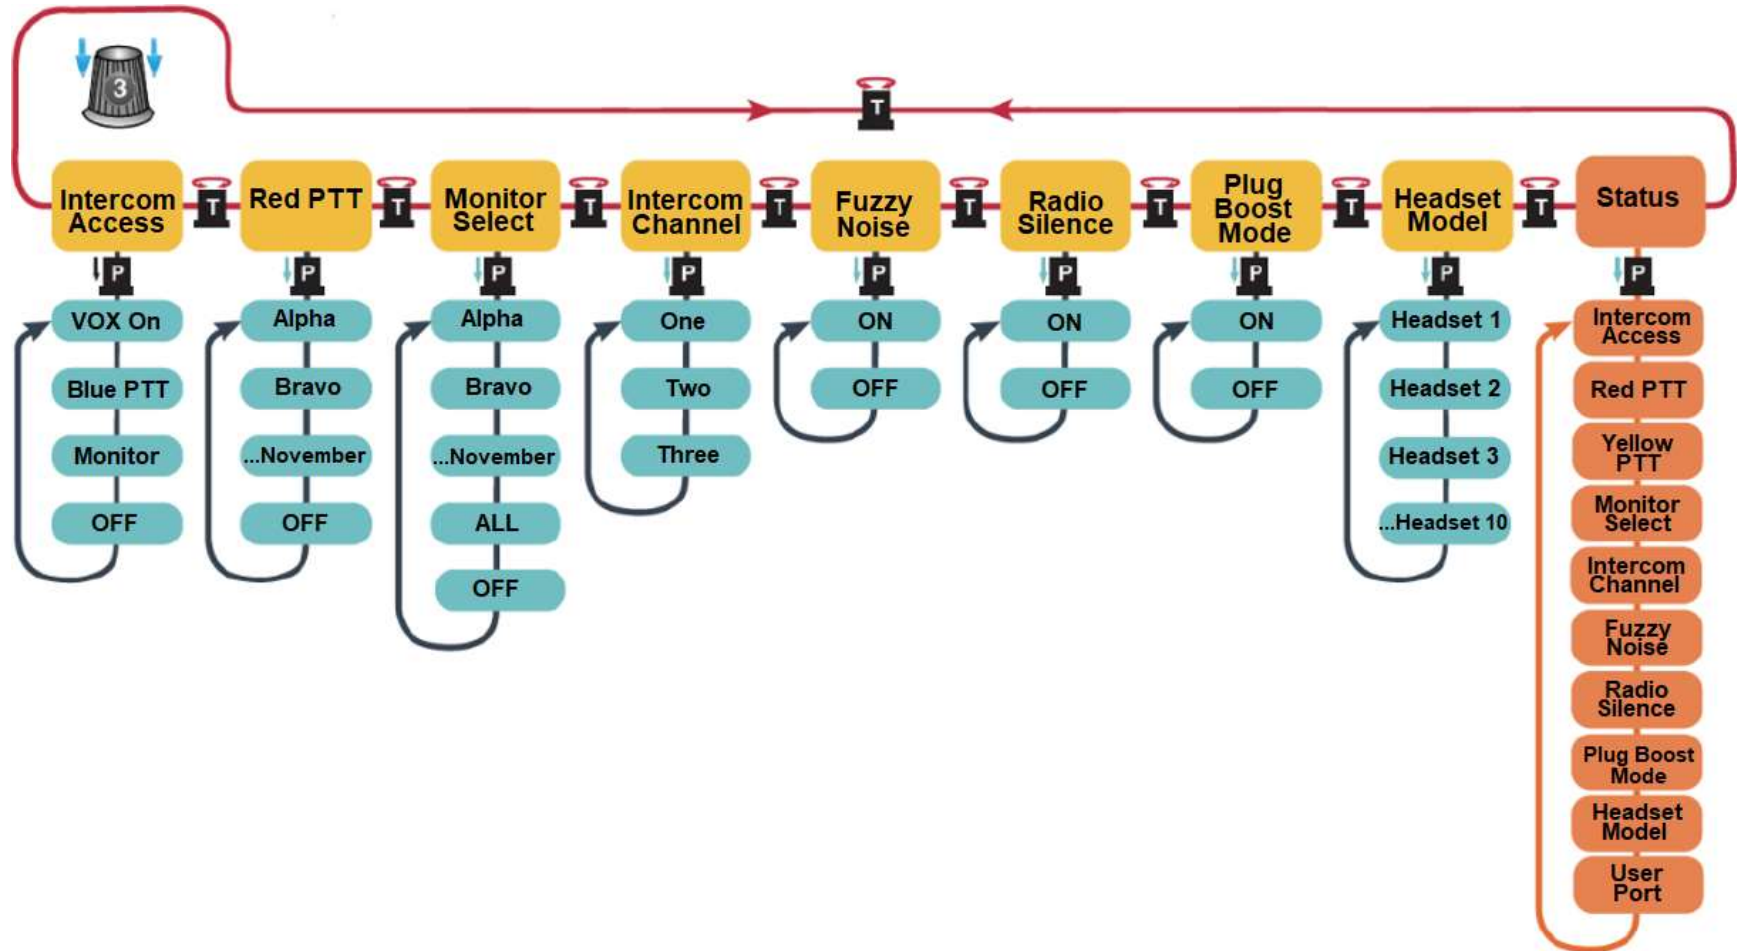 3
T
Intercom
Access
T
Red PTT
T
Monitor
Select
T
Intercom
Channel
T
Fuzzy
Noise
T
Radio
Silence
T
Plug
Boost
Mode
T
Headset
Model
T
Status
P
P
P
P
P
P
P
P
P
VOX On
Blue PTT
Monitor
OFF
Alpha
Bravo
...November
OFF
Alpha
Bravo
...November
ALL
OFF
One
Two
Three
ON
OFF
ON
OFF
ON
OFF
Headset 1
Headset 2
Headset 3
...Headset 10
Intercom
Access
Red PTT
Yellow
PTT
Monitor
Select
Intercom
Channel
Fuzzy
Noise
Radio
Silence
Plug Boost
Mode
Headset
Model
User
Port